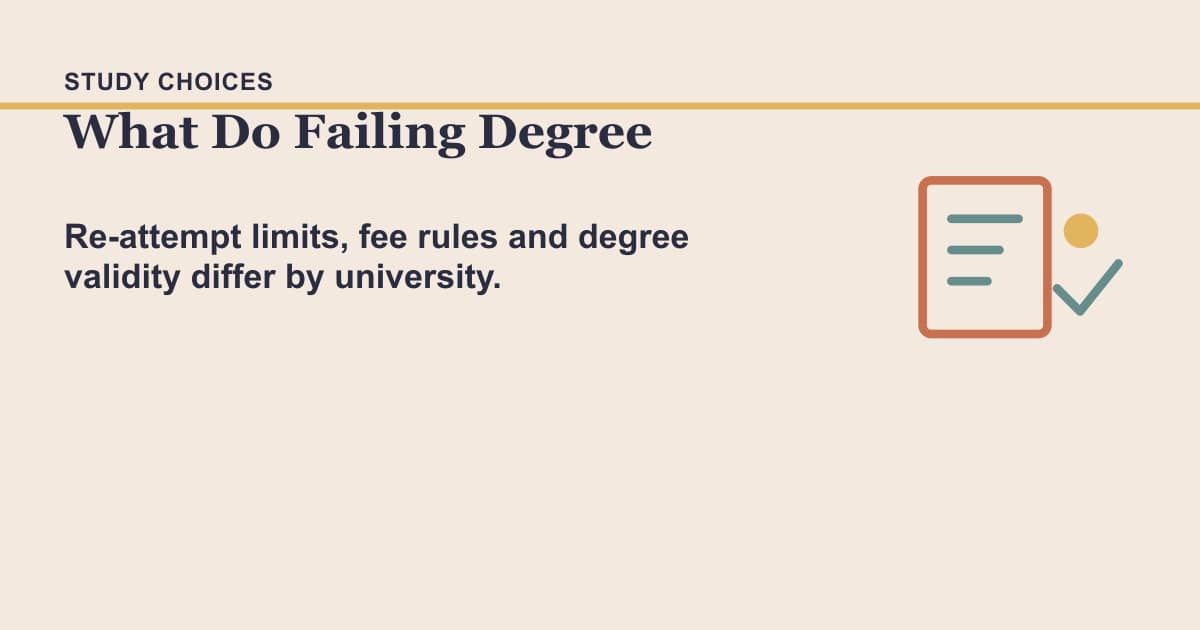 STUDY CHOICES
What Do Failing Degree
Re-attempt limits, fee rules and degree
validity differ by university.